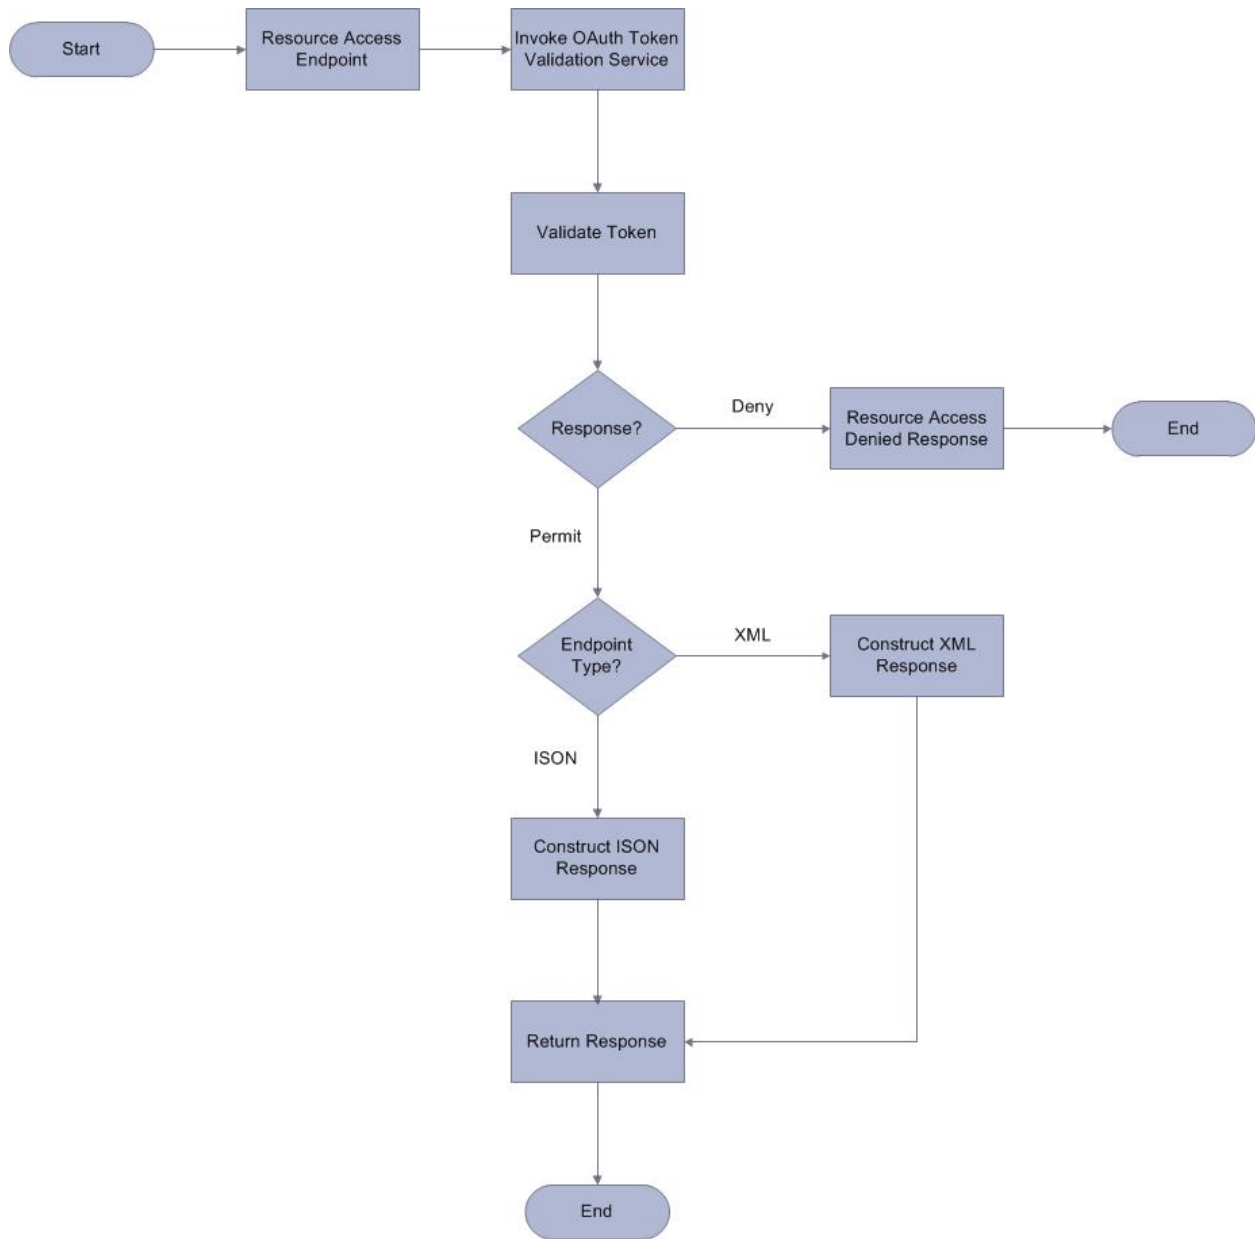 Start
Resource Access
Endpoint
Invoke OAuth Token
Validation Service
Validate Token
Response?
Deny
Resource Access
Denied Response
End
Permit
Endpoint
Type?
XML
Construct XML
Response
ISON
Construct ISON
Response
Return Response
End